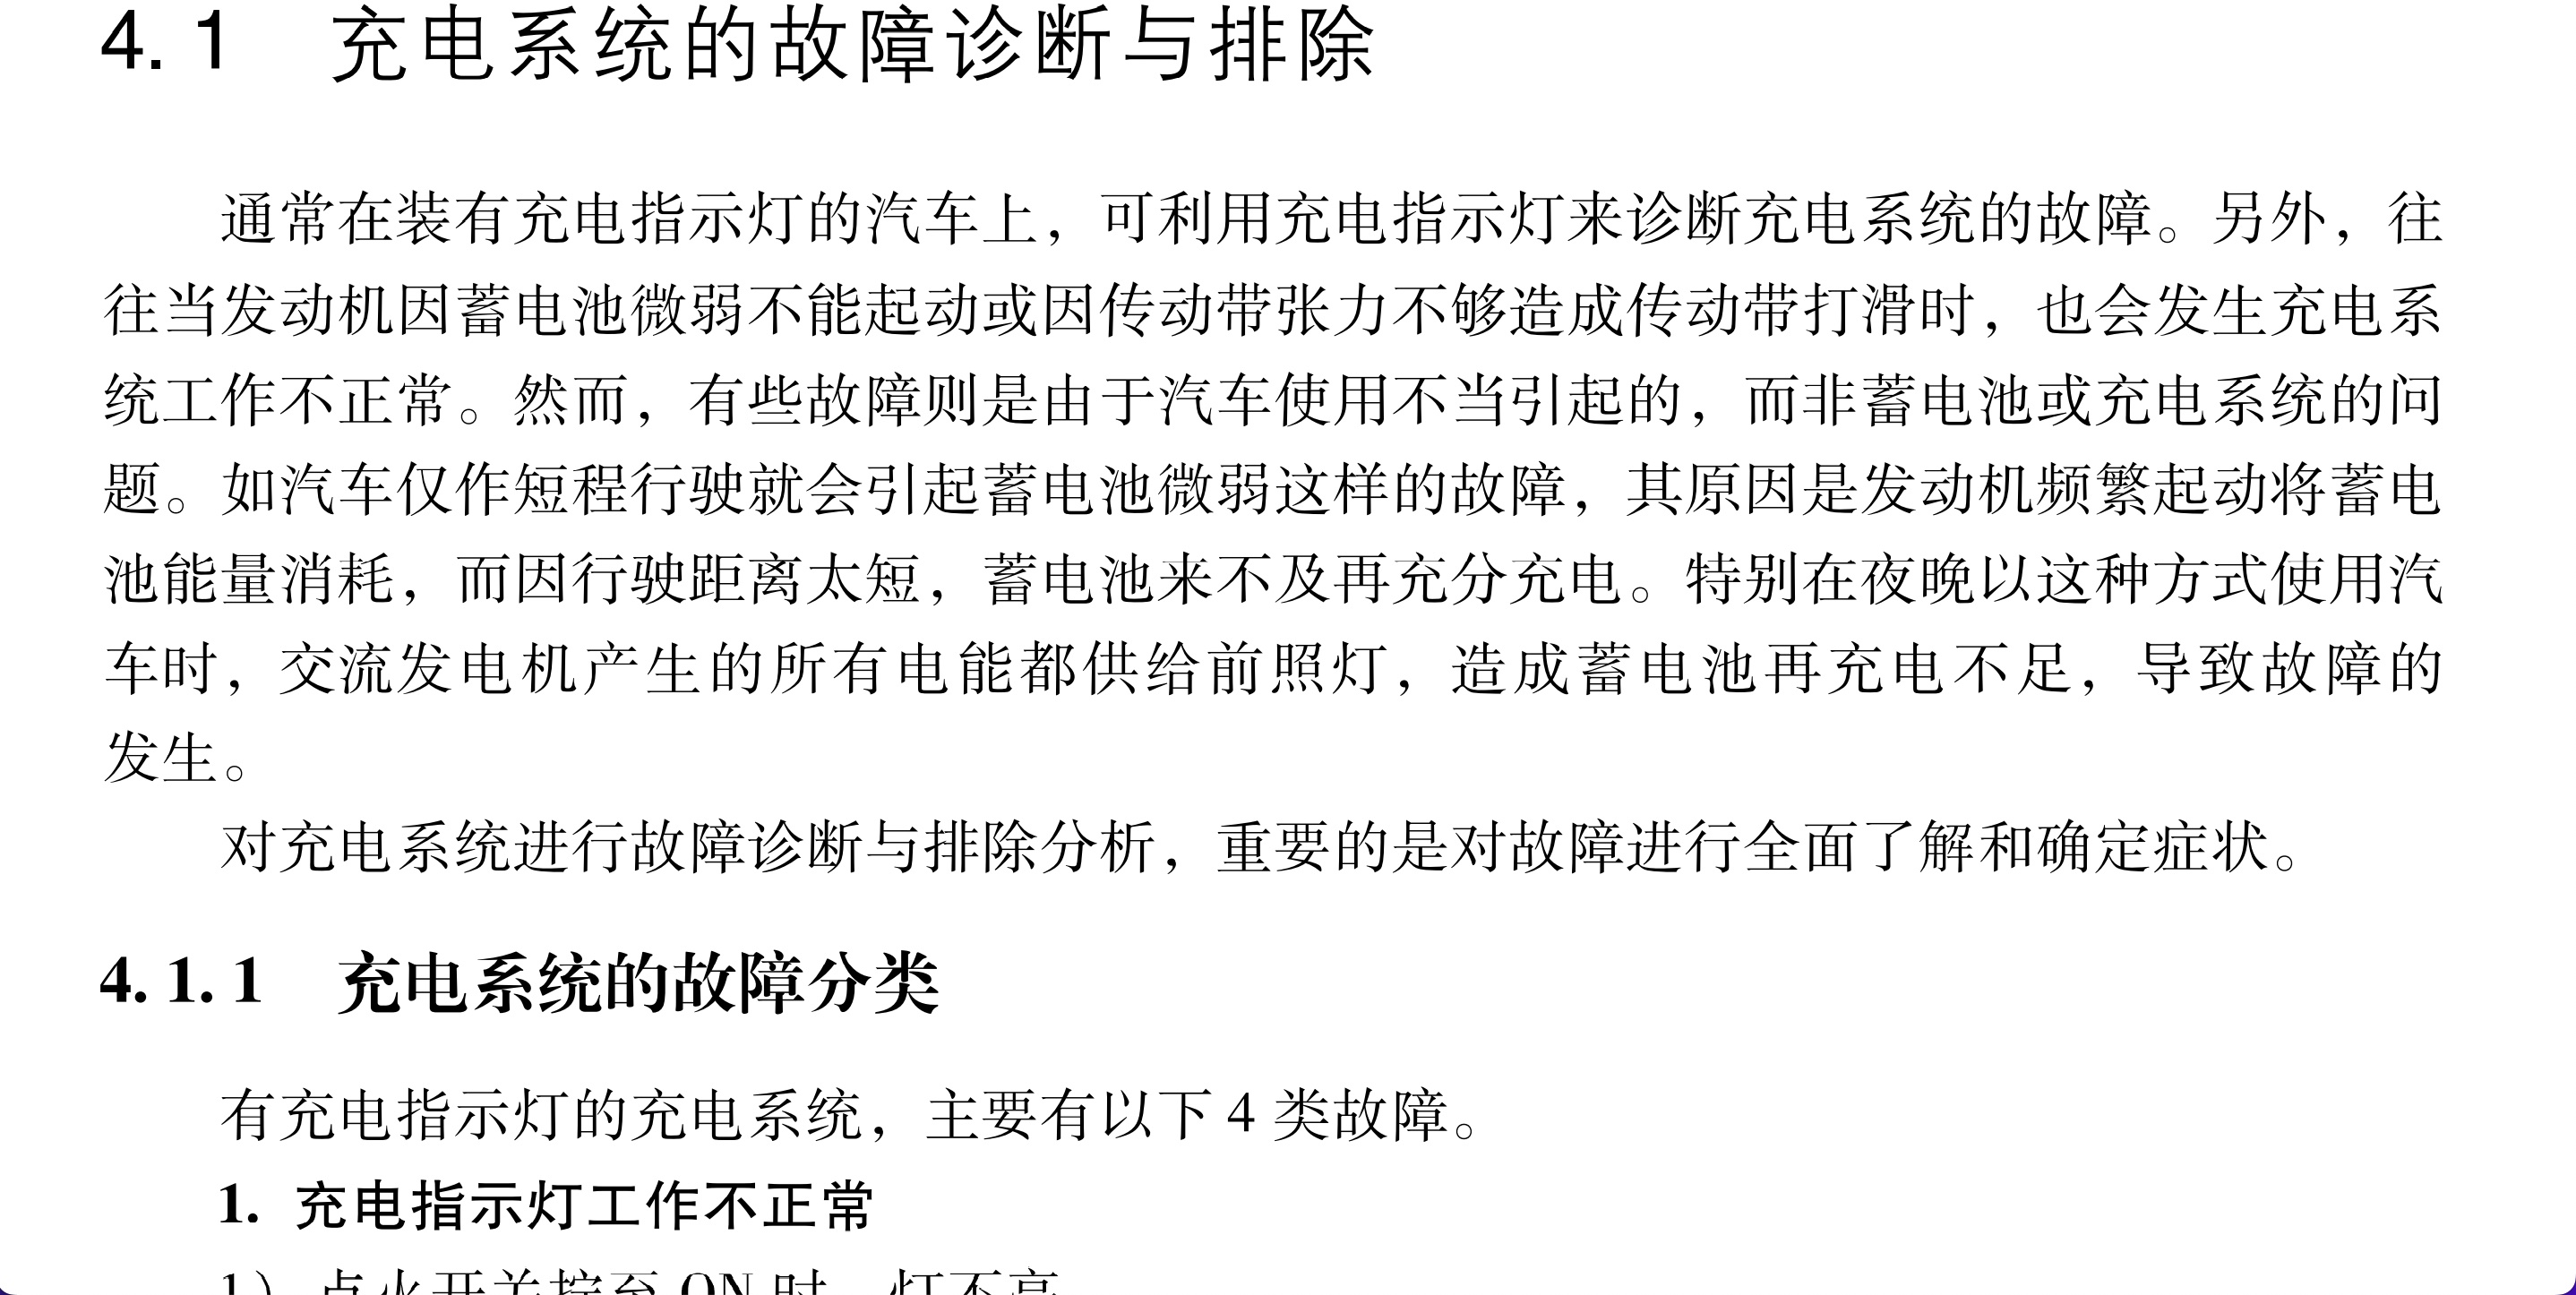 4.1 充电系统的故障诊断与排除
通常在装有充电指示灯的汽车上，可利用充电指示灯来诊断充电系统的故障。另外，往
往当发动机因蓄电池微弱不能起动或因传动带张力不够造成传动带打滑时，也会发生充电系
统工作不正常。然而，有些故障则是由于汽车使用不当引起的，而非蓄电池或充电系统的问
题。如汽车仅作短程行驶就会引起蓄电池微弱这样的故障，其原因是发动机频繁起动将蓄电
池能量消耗，而因行驶距离太短，蓄电池来不及再充分充电。特别在夜晚以这种方式使用汽
车时，交流发电机产生的所有电能都供给前照灯，造成蓄电池再充电不足，导致故障的
发生。
对充电系统进行故障诊断与排除分析，重要的是对故障进行全面了解和确定症状。
4.1.1 充电系统的故障分类
有充电指示灯的充电系统，主要有以下 4 类故障。
1. 充电指示灯工作不正常
1） 点火开关拧至 ON 时 灯不亮